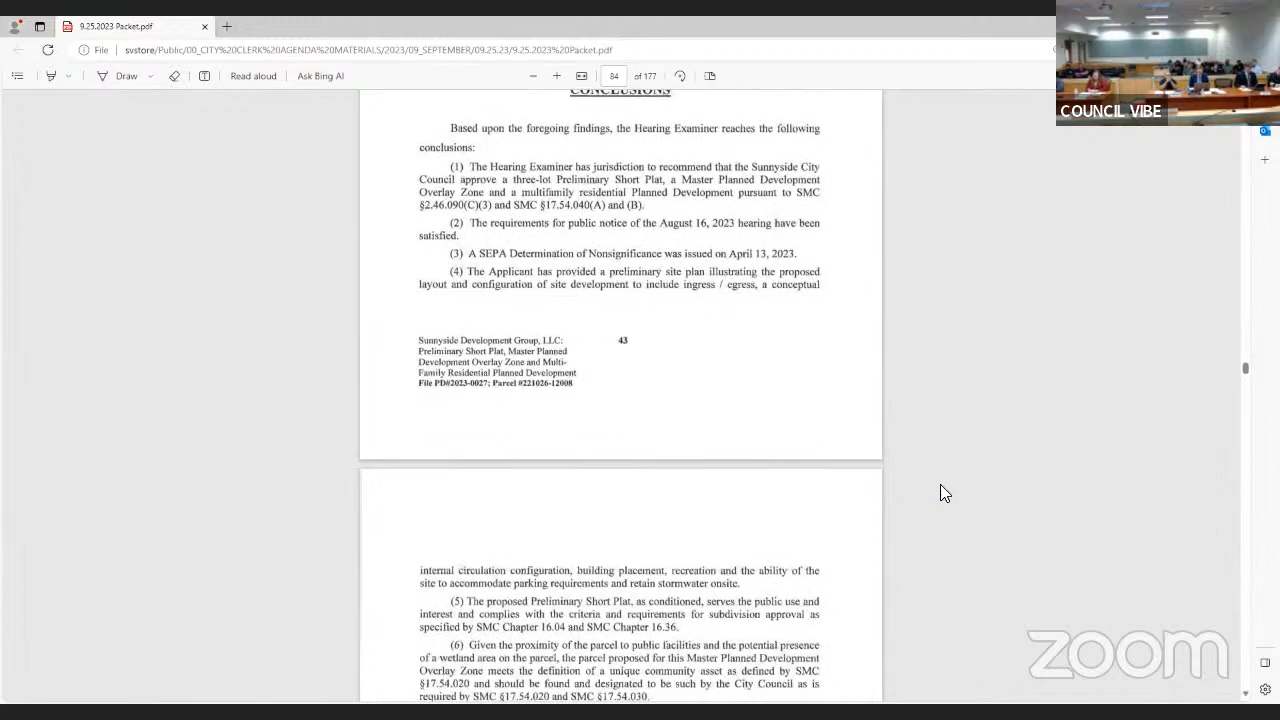 9.25.2023 Packet.pdf
File
svstore/Public/00_CITY%20CLERK%20AGENDA%20MATERIALS/2023/09_SEPTEMBER/09.25.23/9.25.2023%20Packet.pdf
Draw
Read aloud
Ask Bing AI
84 of 177
COUNCIL VIBE
CONCLUSIONS
Based upon the foregoing findings, the Hearing Examiner reaches the following
conclusions:
(1) The Hearing Examiner has jurisdiction to recommend that the Sunnyside City
Council approve a three-lot Preliminary Short Plat, a Master Planned Development
Overlay Zone and a multifamily residential Planned Development pursuant to SMC
§2.46.090(C)(3) and SMC §17.54.040(A) and (B).
(2) The requirements for public notice of the August 16, 2023 hearing have been
satisfied.
(3) A SEPA Determination of Nonsignificance was issued on April 13, 2023.
(4) The Applicant has provided a preliminary site plan illustrating the proposed
layout and configuration of site development to include ingress / egress, a conceptual
Sunnyside Development Group, LLC:
43
Preliminary Short Plat, Master Planned
Development Overlay Zone and Multi-
Family Residential Planned Development
File PD#2023-0027; Parcel #221026-12008
internal circulation configuration, building placement, recreation and the ability of the
site to accommodate parking requirements and retain stormwater onsite.
(5) The proposed Preliminary Short Plat, as conditioned, serves the public use and
interest and complies with the criteria and requirements for subdivision approval as
specified by SMC Chapter 16.04 and SMC Chapter 16.36.
(6) Given the proximity of the parcel to public facilities and the potential presence
of a wetland area on the parcel, the parcel proposed for this Master Planned Development
Overlay Zone meets the definition of a unique community asset as defined by SMC
§17.54.020 and should be found and designated to be such by the City Council as is
required by SMC §17.54.020 and SMC §17.54.030.
zoom